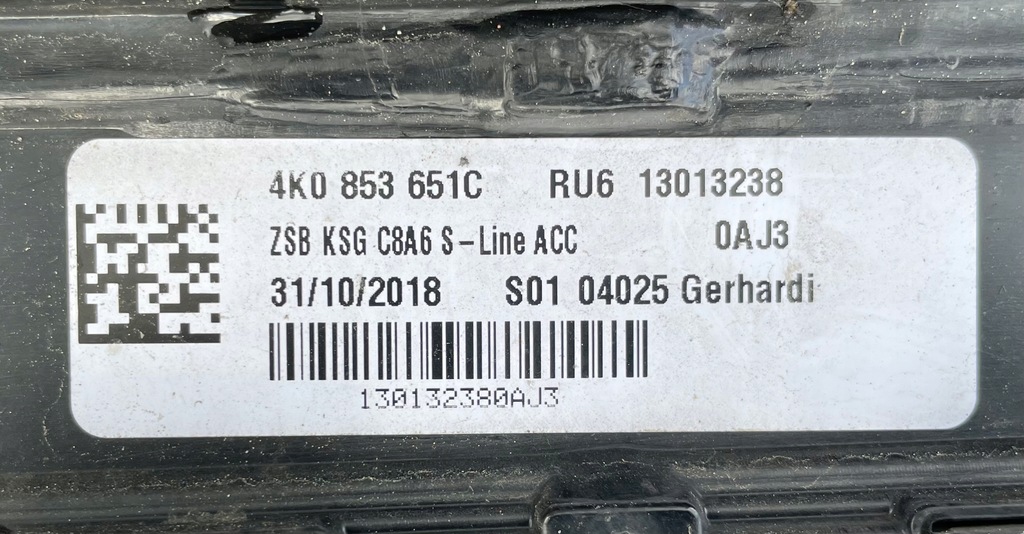 4K0 853 651C RU6 13013238
ZSB KSG C8A6 S-Line ACC 0AJ3
31/10/2018 S01 04025 Gerhardi
130132380AJ3